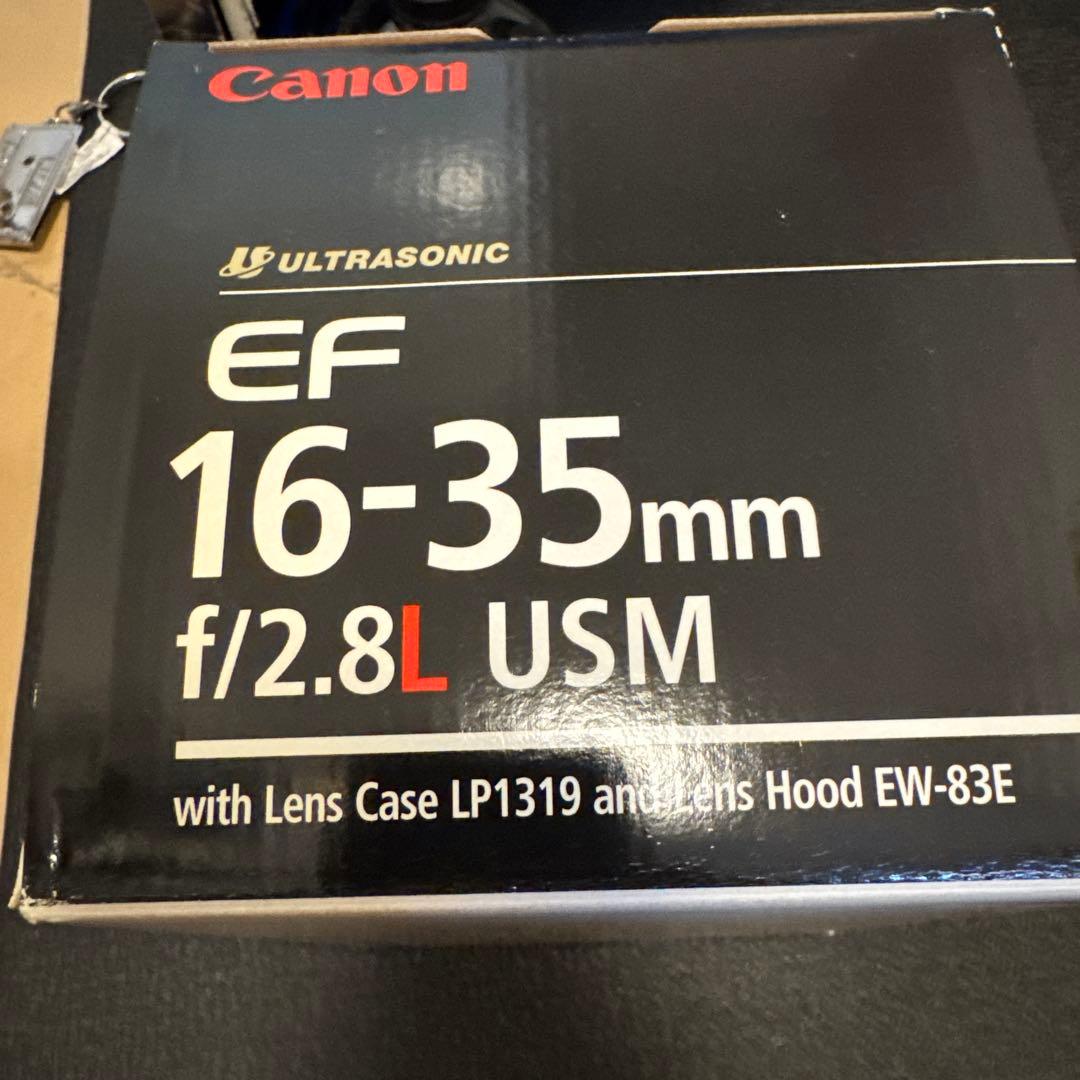 Canon
ULTRASONIC
EF
16-35mm
f/2.8L USM
with Lens Case LP1319 and Lens Hood EW-83E